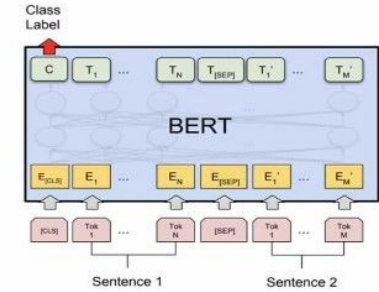 Class
Label
C T1 ... TN T[SEP] T1' ... TM'
BERT
E[CLS] E1 ... EN E[SEP] E1' ... EM'
[CLS] Tok 1 ... Tok N [SEP] Tok 1 ... Tok M
Sentence 1 Sentence 2